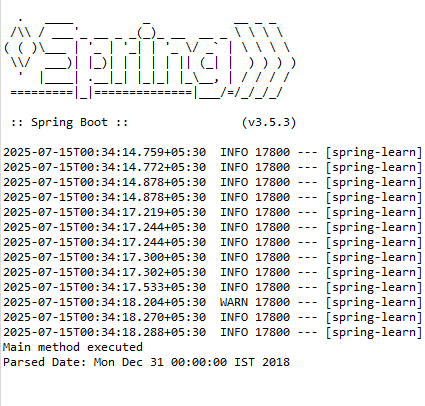 .   ____          _            __ _ _
 /\\ / ___'_ __ _ _(_)_ __  __ _ \ \ \ \
( ( )\___ | '_ | '_| | '_ \/ _` | \ \ \ \
 \\/  ___)| |_)| | | | | || (_| |  ) ) ) )
  '  |____| .__|_| |_|_| |_\__, | / / / /
 =========|_|==============|___/=/_/_/_/
 :: Spring Boot ::                (v3.5.3)
2025-07-15T00:34:14.759+05:30  INFO 17800 --- [spring-learn]
2025-07-15T00:34:14.772+05:30  INFO 17800 --- [spring-learn]
2025-07-15T00:34:14.878+05:30  INFO 17800 --- [spring-learn]
2025-07-15T00:34:14.878+05:30  INFO 17800 --- [spring-learn]
2025-07-15T00:34:17.219+05:30  INFO 17800 --- [spring-learn]
2025-07-15T00:34:17.244+05:30  INFO 17800 --- [spring-learn]
2025-07-15T00:34:17.244+05:30  INFO 17800 --- [spring-learn]
2025-07-15T00:34:17.300+05:30  INFO 17800 --- [spring-learn]
2025-07-15T00:34:17.302+05:30  INFO 17800 --- [spring-learn]
2025-07-15T00:34:17.533+05:30  INFO 17800 --- [spring-learn]
2025-07-15T00:34:18.204+05:30  WARN 17800 --- [spring-learn]
2025-07-15T00:34:18.270+05:30  INFO 17800 --- [spring-learn]
2025-07-15T00:34:18.288+05:30  INFO 17800 --- [spring-learn]
Main method executed
Parsed Date: Mon Dec 31 00:00:00 IST 2018